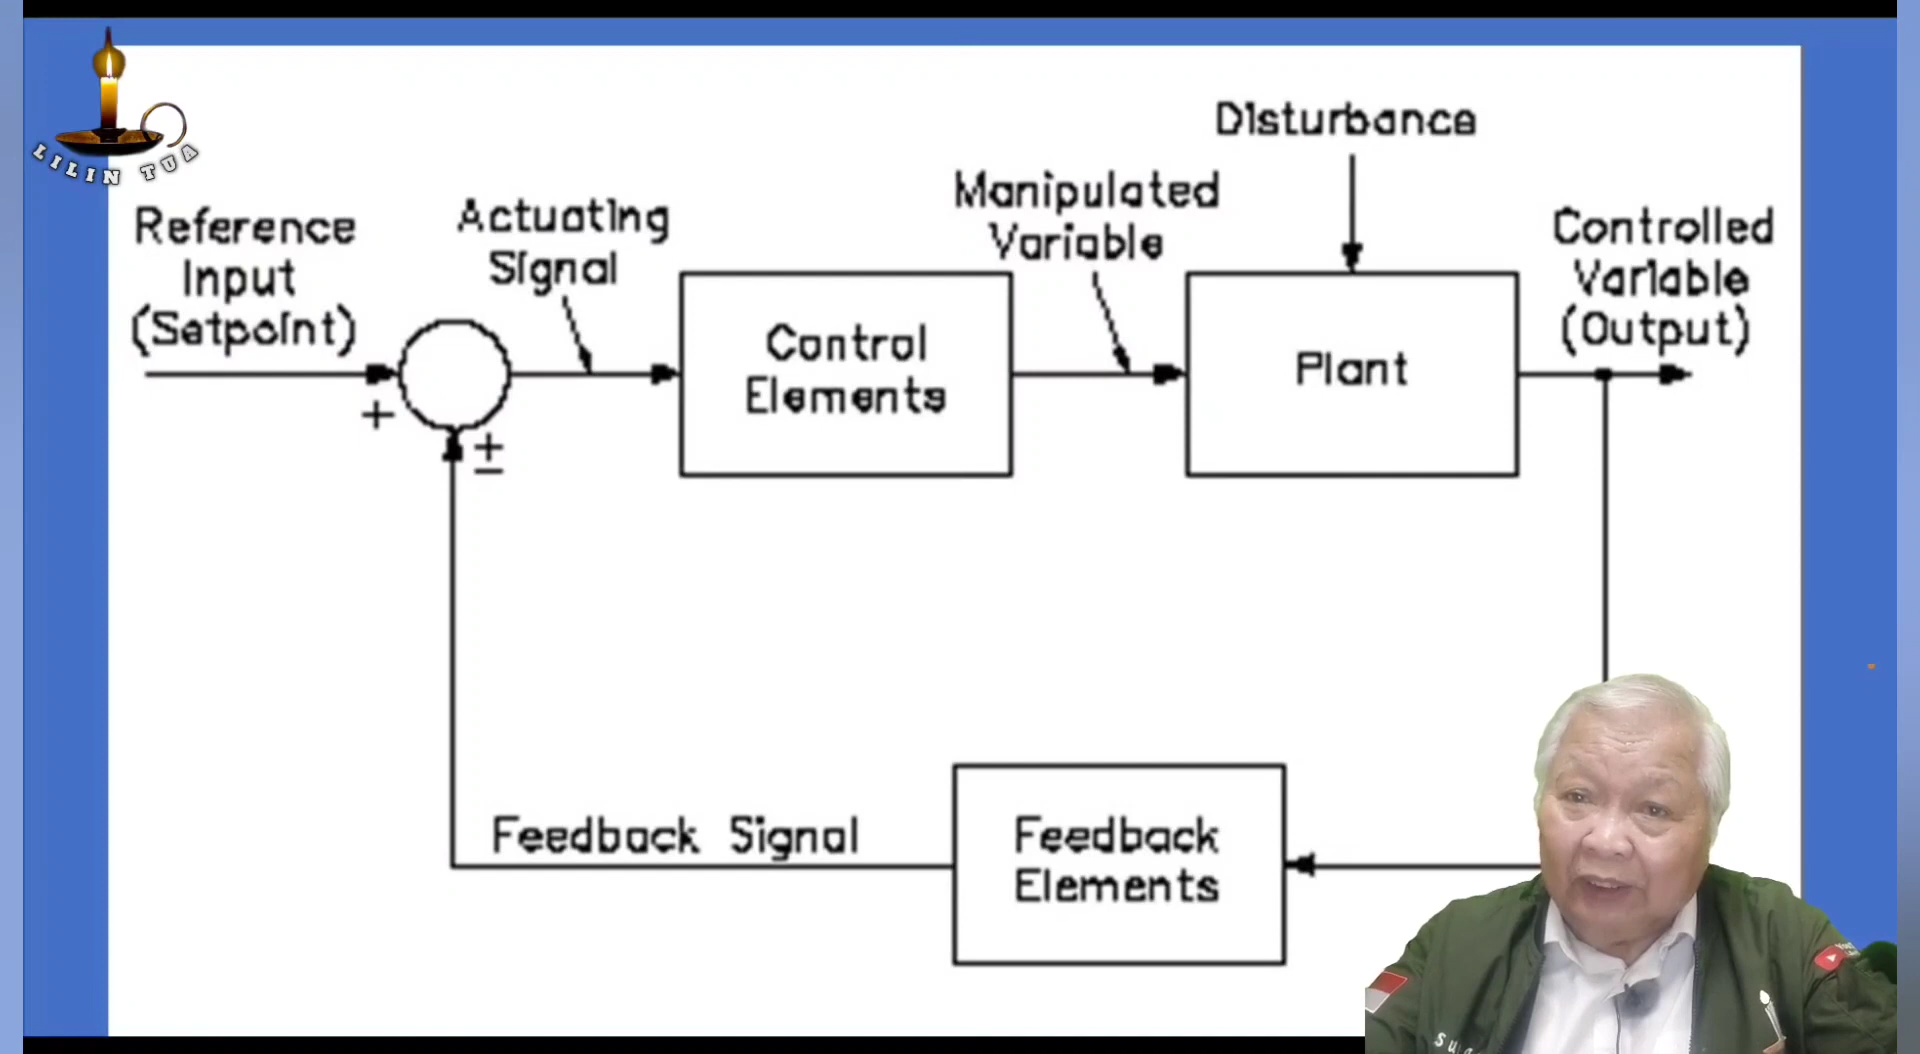 LILIN TUA
Disturbance
Manipulated
Variable
Actuating
Signal
Reference
Input
(Setpoint)
Controlled
Variable
(Output)
Control
Elements
Plant
+
±
Feedback Signal
Feedback
Elements